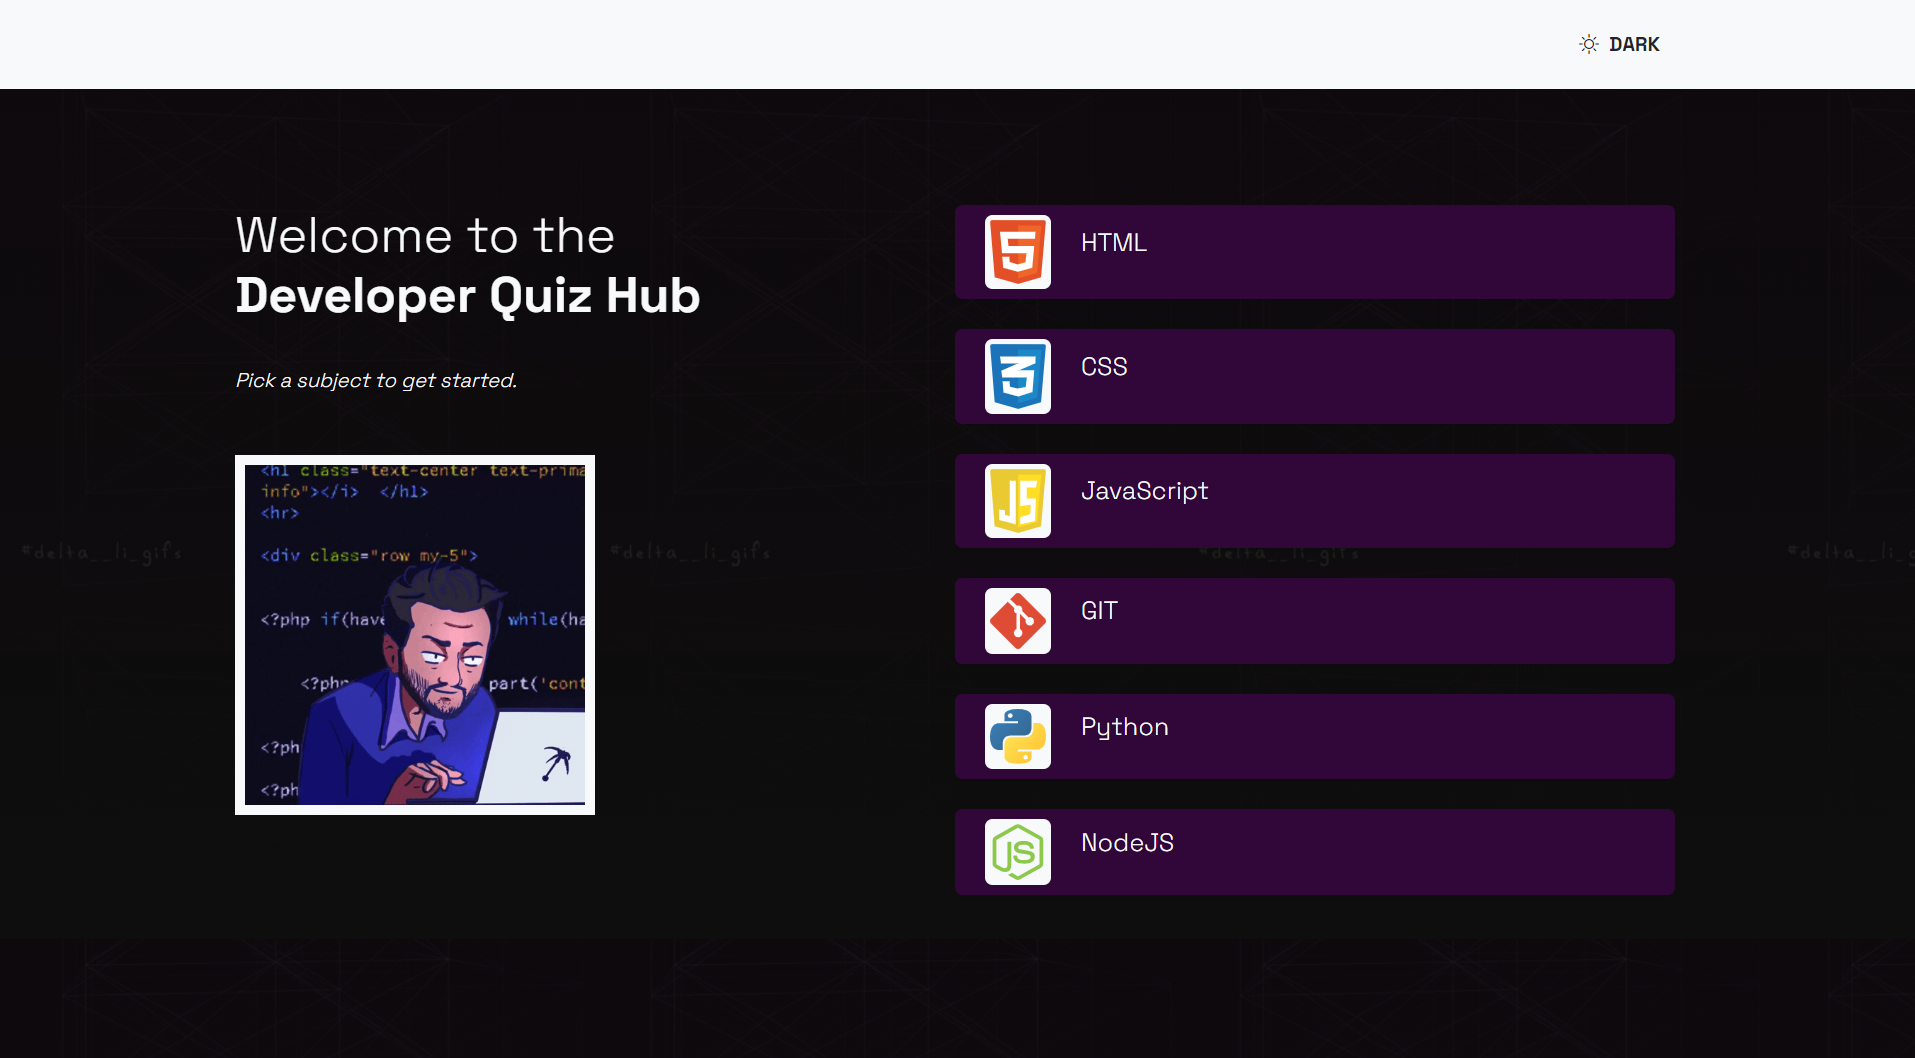 DARK
Welcome to the
Developer Quiz Hub
Pick a subject to get started.
<h1 class="text-center text-prima
info"></i> </h1>
<hr>
<div class="row my-5">
<?php if(have while(ha
<?php part('cont
<?ph
<?ph
#delta__li_gifs
#delta__li_gifs
#delta__li_gifs
#delta__li_g
HTML
CSS
JavaScript
GIT
Python
NodeJS